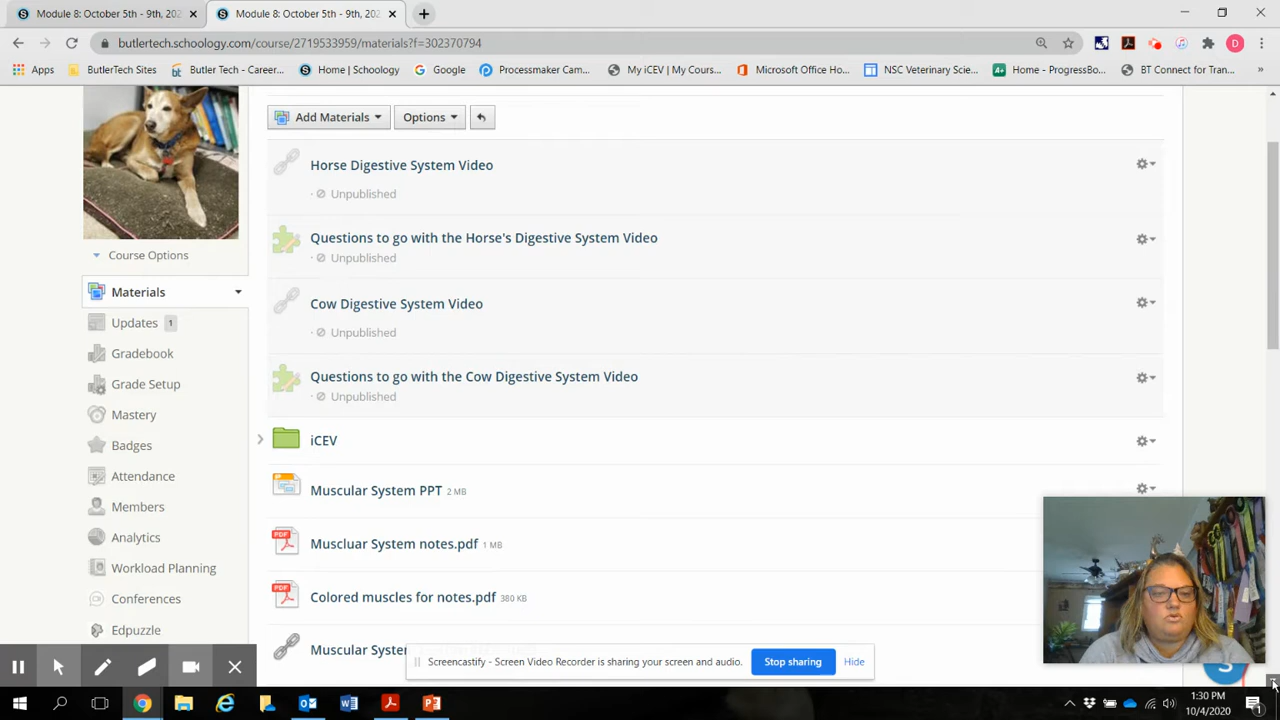 Module 8: October 5th - 9th, 202
Module 8: October 5th - 9th, 202
butlertech.schoology.com/course/2719533959/materials?f=302370794
D
Apps
ButlerTech Sites
Butler Tech - Career...
Home | Schoology
Google
Processmaker Cam...
My iCEV | My Cours...
Microsoft Office Ho...
NSC Veterinary Scie...
Home - ProgressBo...
BT Connect for Tran...
Add Materials
Options
Horse Digestive System Video
Unpublished
Questions to go with the Horse's Digestive System Video
Unpublished
Cow Digestive System Video
Unpublished
Questions to go with the Cow Digestive System Video
Unpublished
iCEV
Muscular System PPT 2 MB
Muscluar System notes.pdf 1 MB
Colored muscles for notes.pdf 380 KB
Muscular Syste
Course Options
Materials
Updates 1
Gradebook
Grade Setup
Mastery
Badges
Attendance
Members
Analytics
Workload Planning
Conferences
Edpuzzle
Screencastify - Screen Video Recorder is sharing your screen and audio.
Stop sharing
Hide
1:30 PM
10/4/2020
1